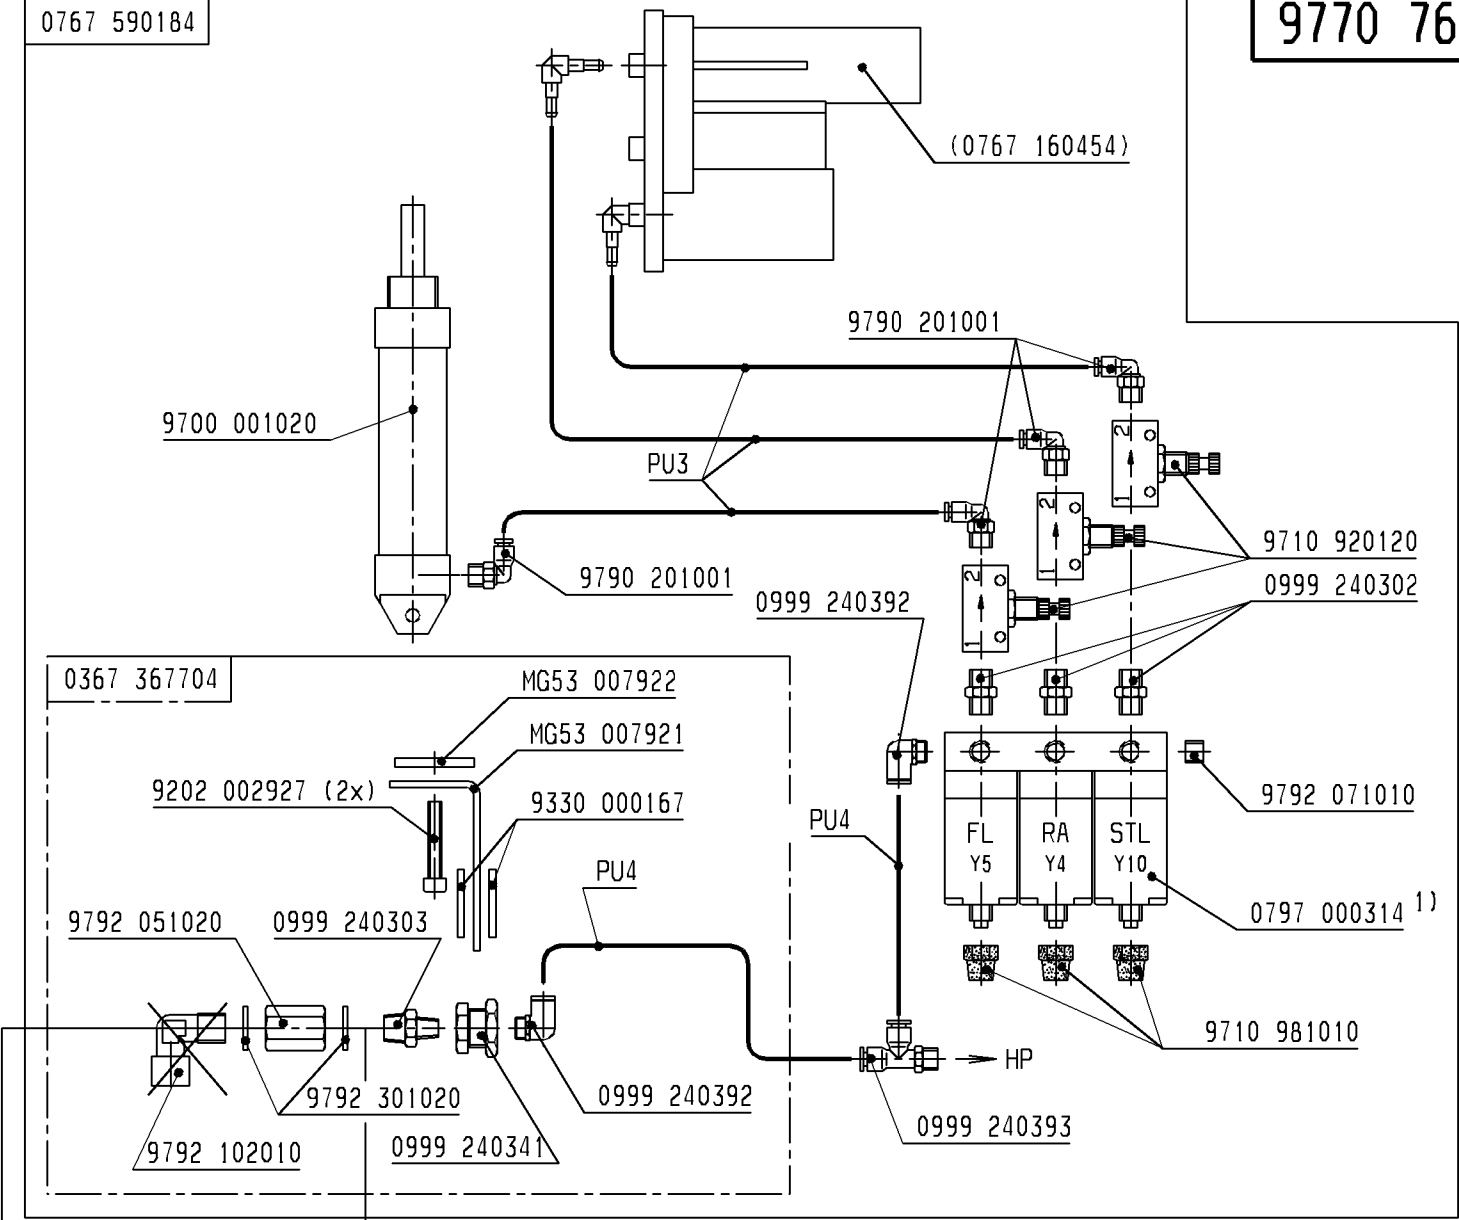 0767 590184
9770 76
(0767 160454)
9790 201001
9700 001020
PU3
2
1
2
1
2
1
9710 920120
9790 201001
0999 240392
0999 240302
0367 367704
MG53 007922
MG53 007921
9202 002927 (2x)
9330 000167
9792 071010
PU4
FL
Y5
RA
Y4
STL
Y10
PU4
0797 000314 1)
9792 051020
0999 240303
9710 981010
HP
9792 301020
0999 240392
0999 240393
9792 102010
0999 240341